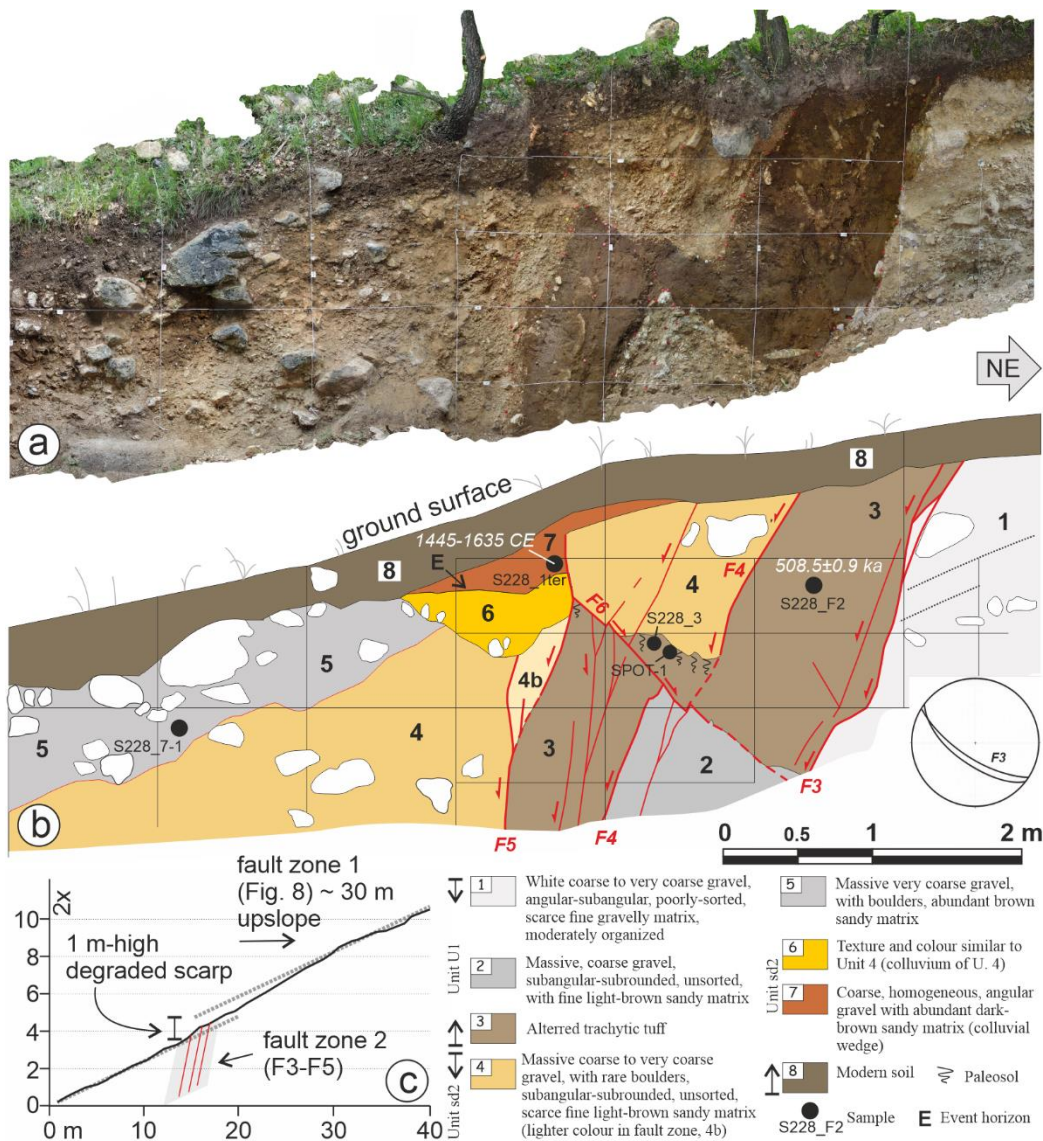 NE
a
ground surface
8
1445-1635 CE
7
E
S228_1ter
8
6
5
4b
5
S228_7-1
4
3
F6
S228_3
SPOT-1
4
F4
3
508.5±0.9 ka
S228_F2
1
2
F3
F5
F4
F3
b
0 0.5 1 2 m
2x
10
8
6
4
2
0
0 m 10 20 30 40
fault zone 1
(Fig. 8) ~ 30 m
upslope
1 m-high
degraded scarp
fault zone 2
(F3-F5)
c
Unit U1
1
White coarse to very coarse gravel,
angular-subangular, poorly-sorted,
scarce fine gravelly matrix,
moderately organized
2
Massive, coarse gravel,
subangular-subrounded, unsorted,
with fine light-brown sandy matrix
3
Alterred trachytic tuff
Unit sd2
4
Massive coarse to very coarse
gravel, with rare boulders,
subangular-subrounded, unsorted,
scarce fine light-brown sandy matrix
(lighter colour in fault zone, 4b)
Unit sd2
5
Massive very coarse gravel,
with boulders, abundant brown
sandy matrix
6
Texture and colour similar to
Unit 4 (colluvium of U. 4)
7
Coarse, homogeneous, angular
gravel with abundant dark-
brown sandy matrix (colluvial
wedge)
8
Modern soil
Paleosol
S228_F2
Sample
E Event horizon